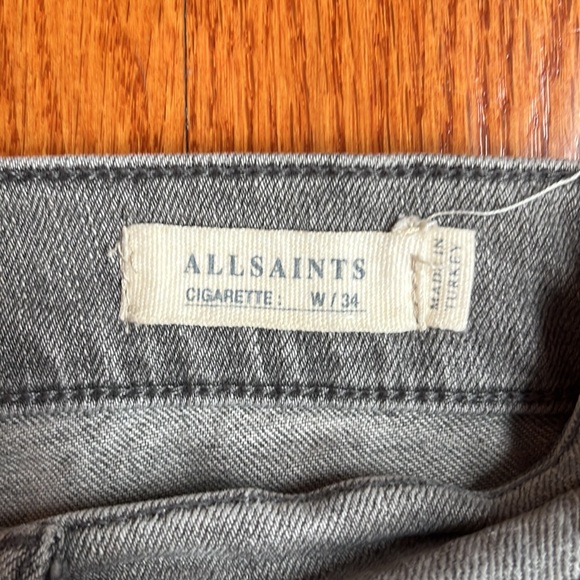 ALLSAINTS
CIGARETTE : W / 34
MADE IN
TURKEY